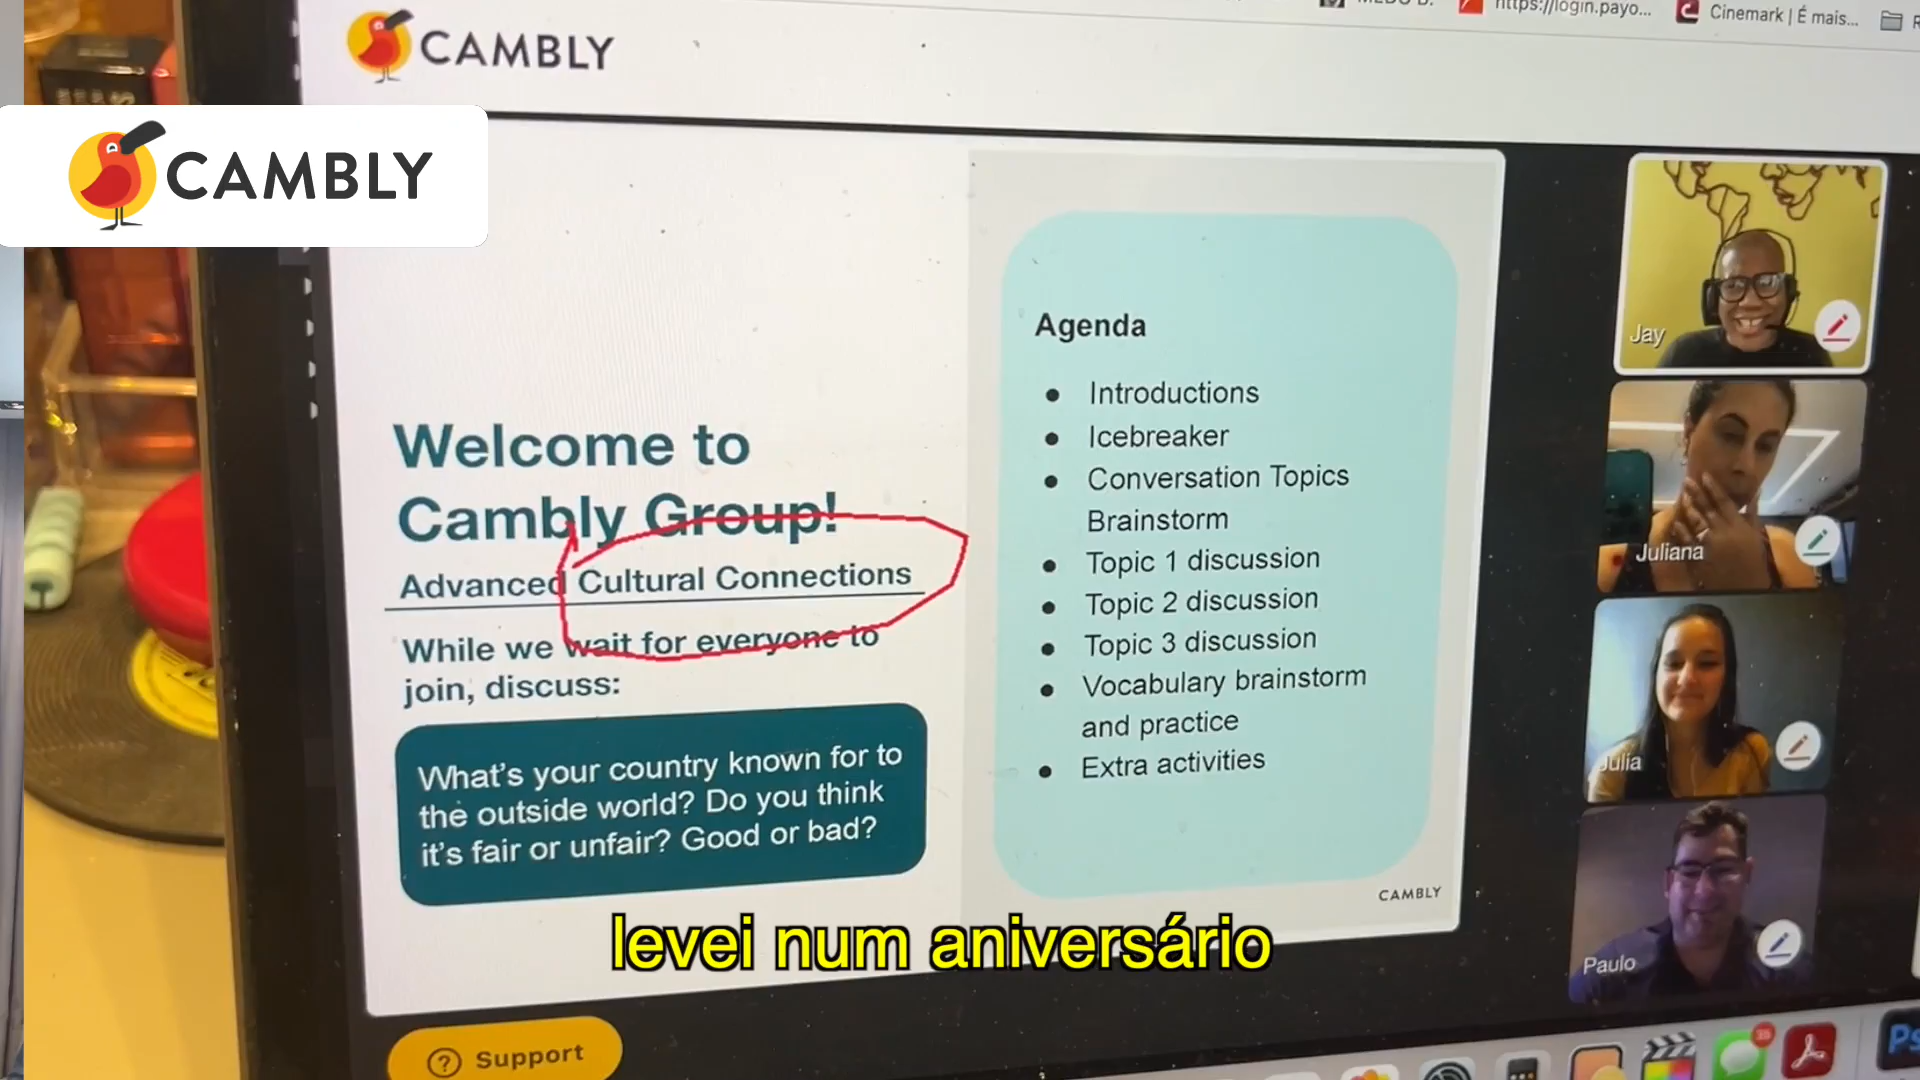 Cinemark | É mais...
CAMBLY
CAMBLY
Welcome to
Cambly Group!
Advanced Cultural Connections
While we wait for everyone to
join, discuss:
What's your country known for to
the outside world? Do you think
it's fair or unfair? Good or bad?
Agenda
Introductions
Icebreaker
Conversation Topics
Brainstorm
Topic 1 discussion
Topic 2 discussion
Topic 3 discussion
Vocabulary brainstorm
and practice
Extra activities
CAMBLY
Jay
Juliana
Julia
Paulo
levei num aniversário
? Support
35
Ps